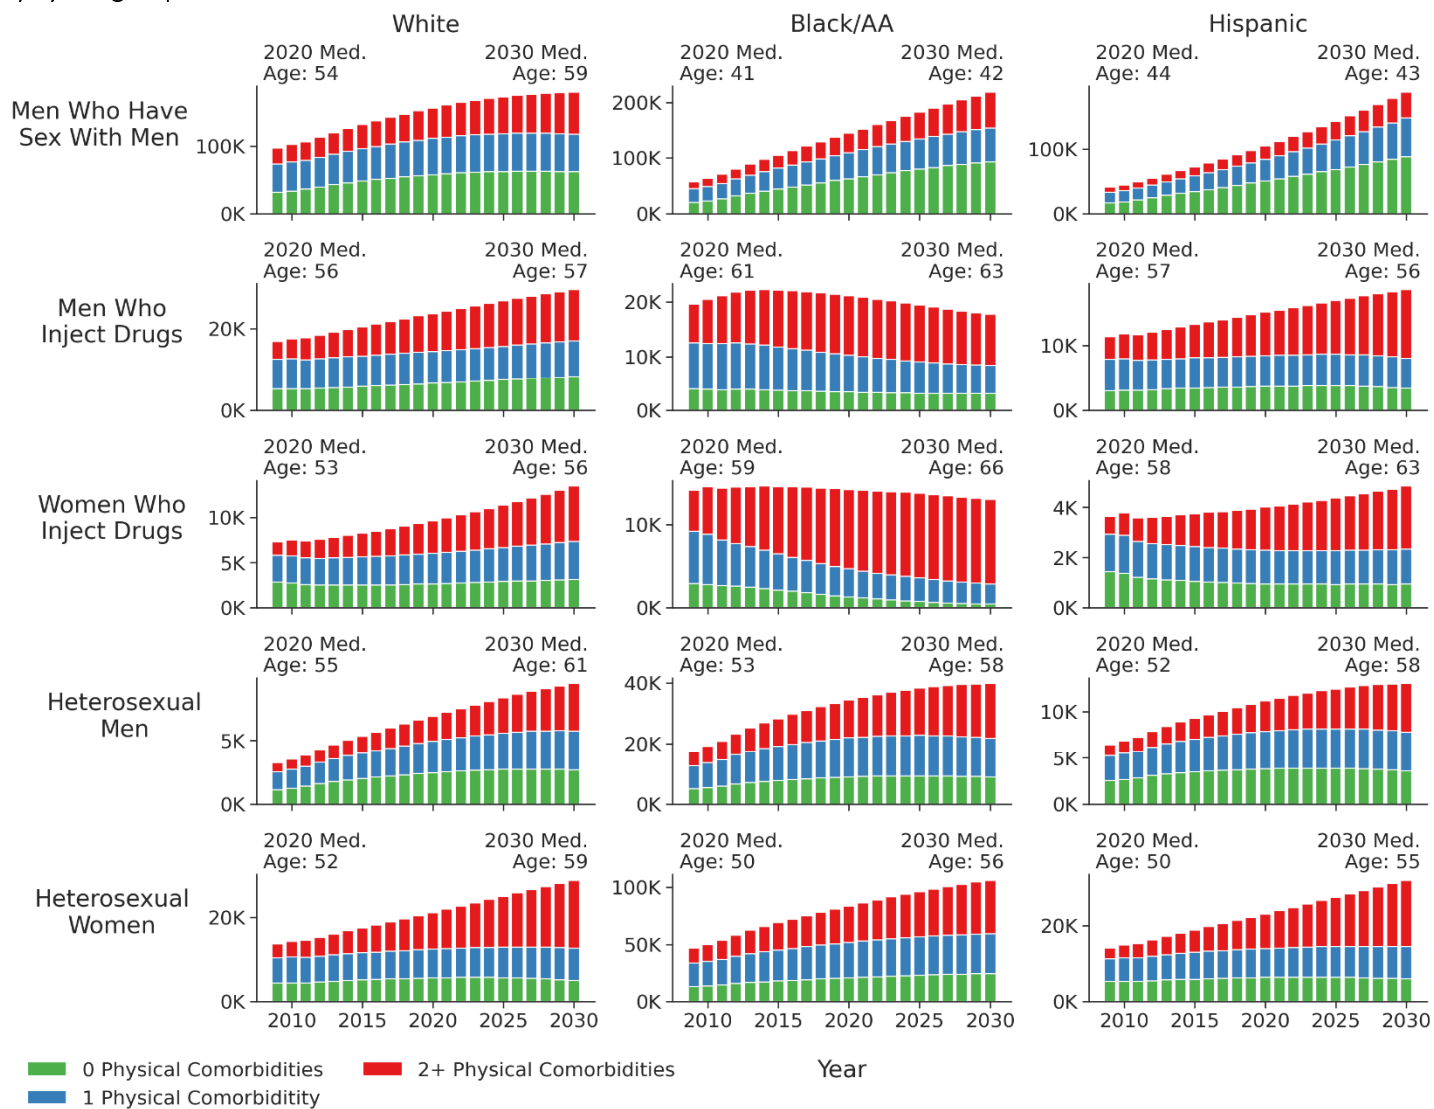 White Black/AA Hispanic
Men Who Have
Sex With Men
2020 Med.
Age: 54
2030 Med.
Age: 59
100K
0K
2020 Med.
Age: 41
2030 Med.
Age: 42
200K
100K
0K
2020 Med.
Age: 44
2030 Med.
Age: 43
100K
0K
Men Who
Inject Drugs
2020 Med.
Age: 56
2030 Med.
Age: 57
20K
0K
2020 Med.
Age: 61
2030 Med.
Age: 63
20K
10K
0K
2020 Med.
Age: 57
2030 Med.
Age: 56
10K
0K
Women Who
Inject Drugs
2020 Med.
Age: 53
2030 Med.
Age: 56
10K
5K
0K
2020 Med.
Age: 59
2030 Med.
Age: 66
10K
0K
2020 Med.
Age: 58
2030 Med.
Age: 63
4K
2K
0K
Heterosexual
Men
2020 Med.
Age: 55
2030 Med.
Age: 61
5K
0K
2020 Med.
Age: 53
2030 Med.
Age: 58
40K
20K
0K
2020 Med.
Age: 52
2030 Med.
Age: 58
10K
5K
0K
Heterosexual
Women
2020 Med.
Age: 52
2030 Med.
Age: 59
20K
0K
2020 Med.
Age: 50
2030 Med.
Age: 56
100K
50K
0K
2020 Med.
Age: 50
2030 Med.
Age: 55
20K
0K
2010 2015 2020 2025 2030
2010 2015 2020 2025 2030
2010 2015 2020 2025 2030
Year
0 Physical Comorbidities
1 Physical Comorbiditity
2+ Physical Comorbidities